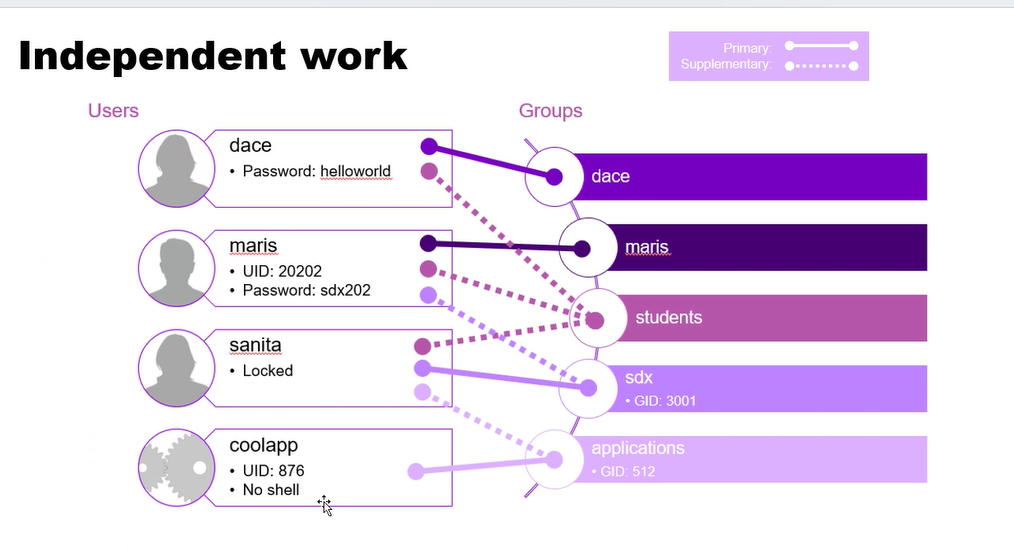 Independent work
Primary:
Supplementary:
Users
Groups
dace
• Password: helloworld
maris
• UID: 20202
• Password: sdx202
sanita
• Locked
coolapp
• UID: 876
• No shell
dace
maris
students
sdx
• GID: 3001
applications
• GID: 512